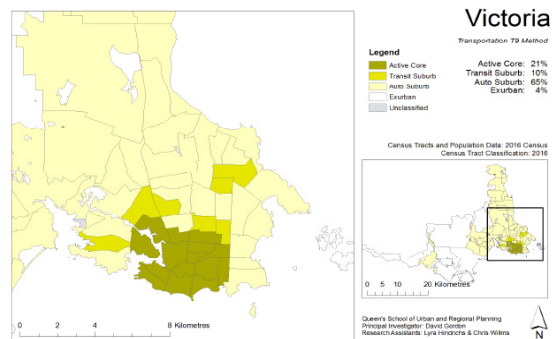 Victoria
Transportation T9 Method
Legend
Active Core
Transit Suburb
Auto Suburb
Exurban
Unclassified
Active Core: 21%
Transit Suburb: 10%
Auto Suburb: 65%
Exurban: 4%
Census Tracts and Population Data: 2016 Census
Census Tract Classification: 2016
0 5 10 20 Kilometres
0 2 4 8 Kilometres
Queen's School of Urban and Regional Planning
Principal Investigator: David Gordon
Research Assistants: Lyra Hindrichs & Chris Willms
N